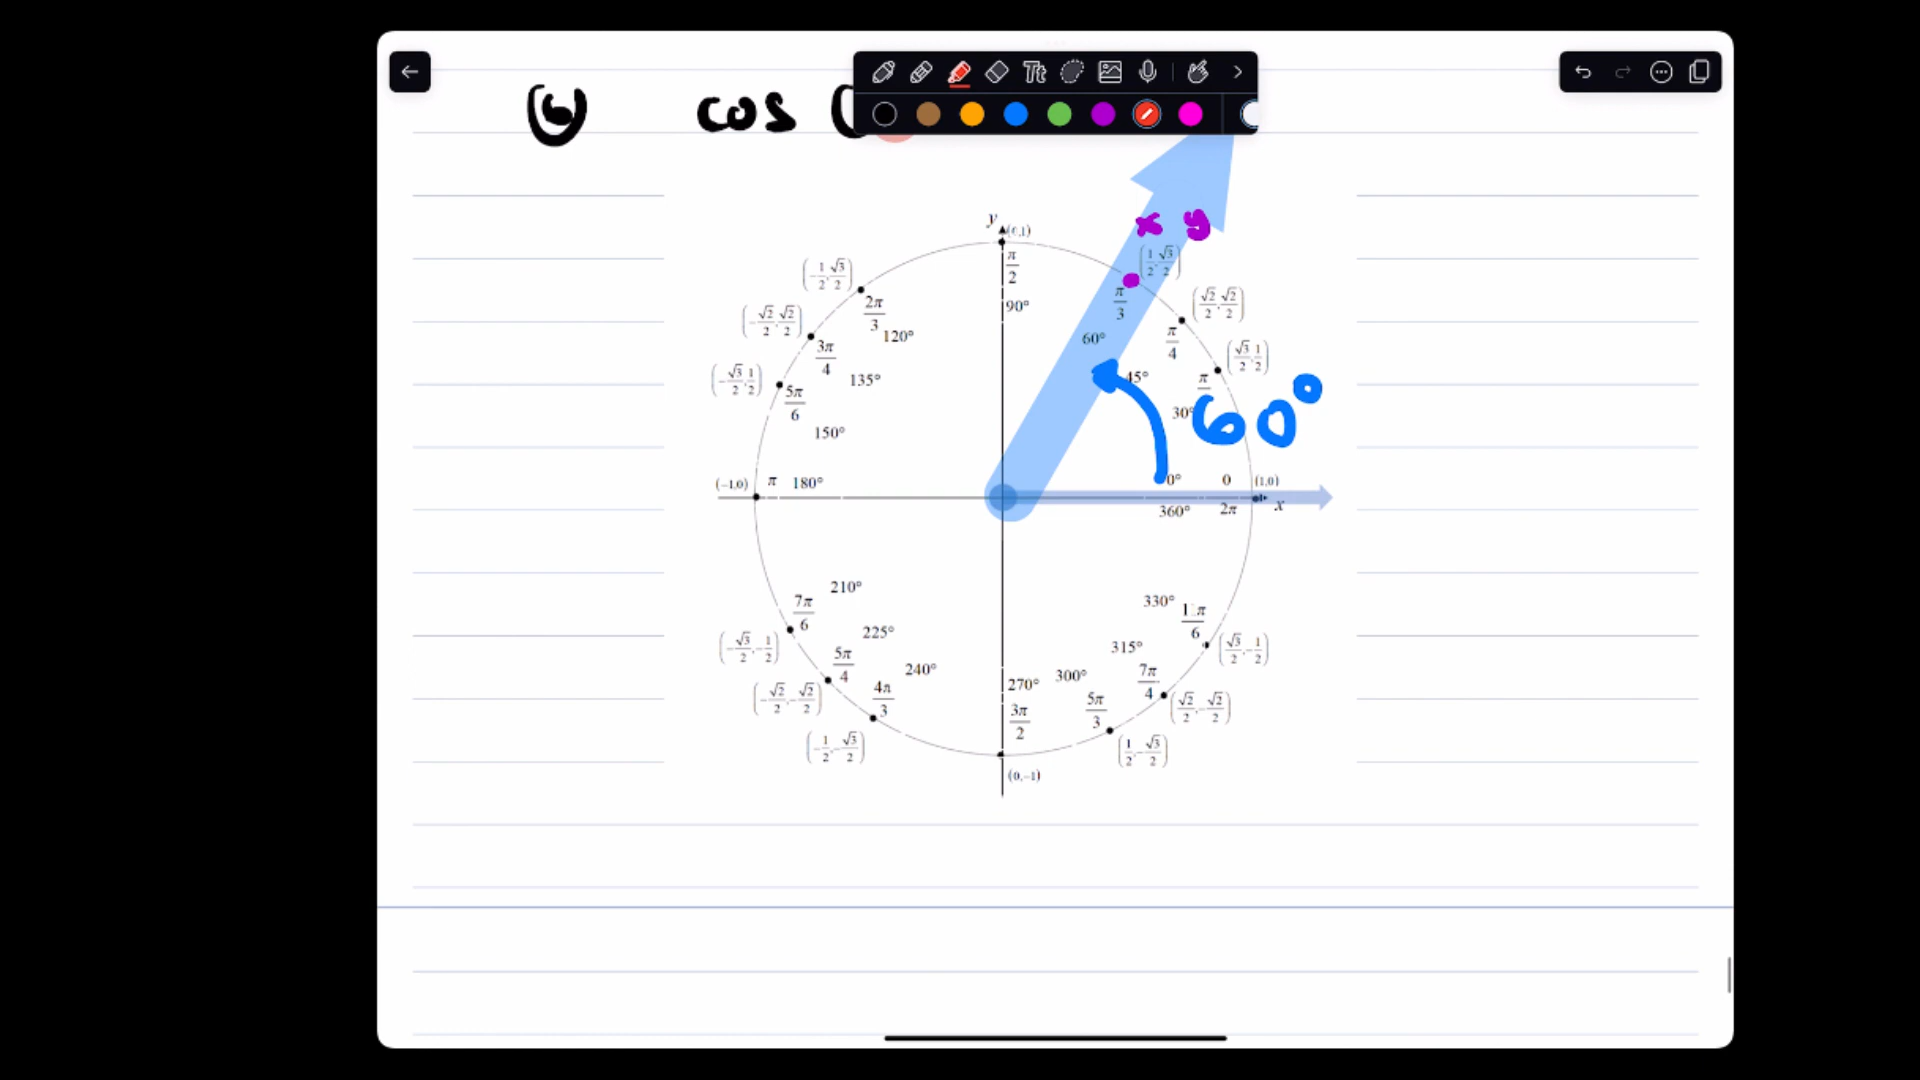 6 cos (
Tt
x y
y (0,1)
(-1/2, √3/2) (1/2, √3/2)
π/2 90°
2π/3 120° π/3 60°
(-√2/2, √2/2) (√2/2, √2/2)
3π/4 135° π/4 45°
(-√3/2, 1/2) (√3/2, 1/2)
5π/6 150° π 30°
60°
(-1,0) π 180° 0° 0 (1,0)
360° 2π x
210° 330°
7π/6 11π/6
(-√3/2, -1/2) (√3/2, -1/2)
225° 315°
5π/4 7π/4
(-√2/2, -√2/2) (√2/2, -√2/2)
240° 270° 300°
4π/3 3π/2 5π/3
(-1/2, -√3/2) (1/2, -√3/2)
(0,-1)